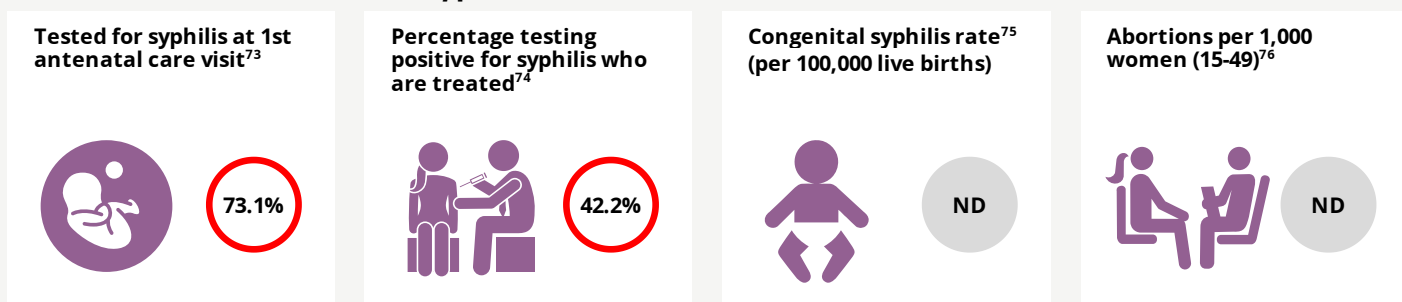 Tested for syphilis at 1st
antenatal care visit73
73.1%
Percentage testing
positive for syphilis who
are treated74
42.2%
Congenital syphilis rate75
(per 100,000 live births)
ND
Abortions per 1,000
women (15-49)76
ND